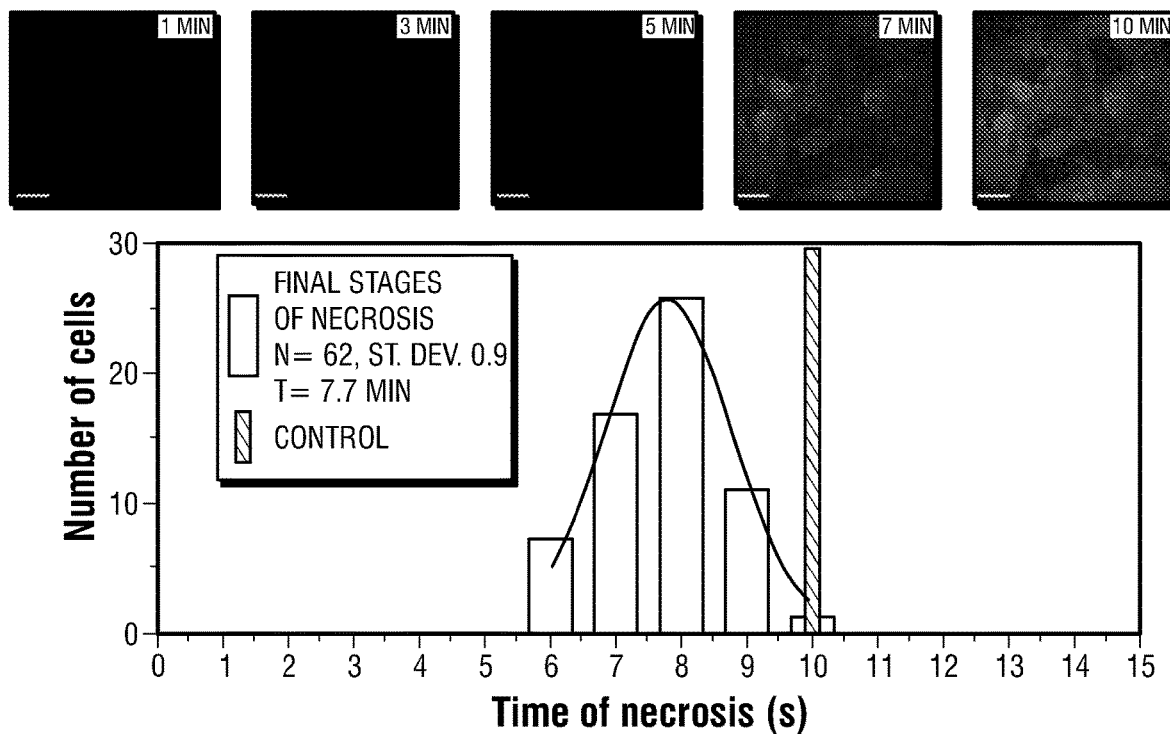 1 MIN
3 MIN
5 MIN
7 MIN
10 MIN
30
20
10
0
Number of cells
FINAL STAGES
OF NECROSIS
N= 62, ST. DEV. 0.9
T= 7.7 MIN
CONTROL
0 1 2 3 4 5 6 7 8 9 10 11 12 13 14 15
Time of necrosis (s)